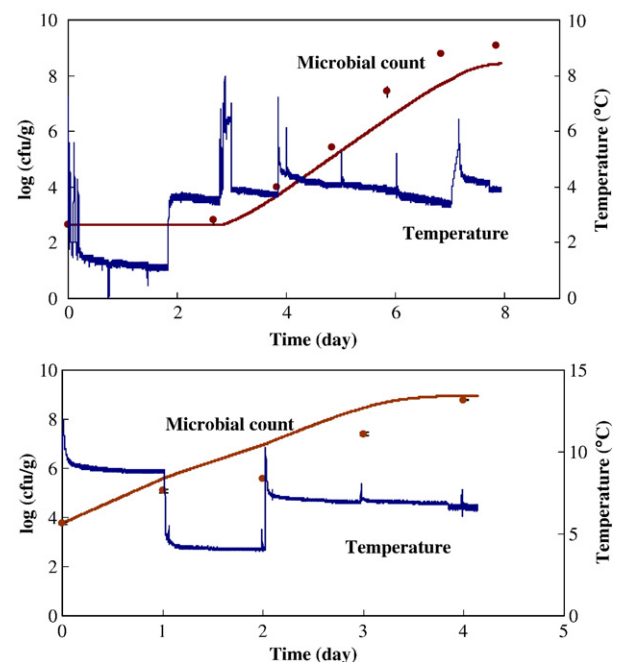 10
8
6
4
2
0
log (cfu/g)
Microbial count
Temperature
10
8
6
4
2
0
Temperature (°C)
0 2 4 6 8
Time (day)
10
8
6
4
2
0
log (cfu/g)
Microbial count
Temperature
15
10
5
0
Temperature (°C)
0 1 2 3 4 5
Time (day)